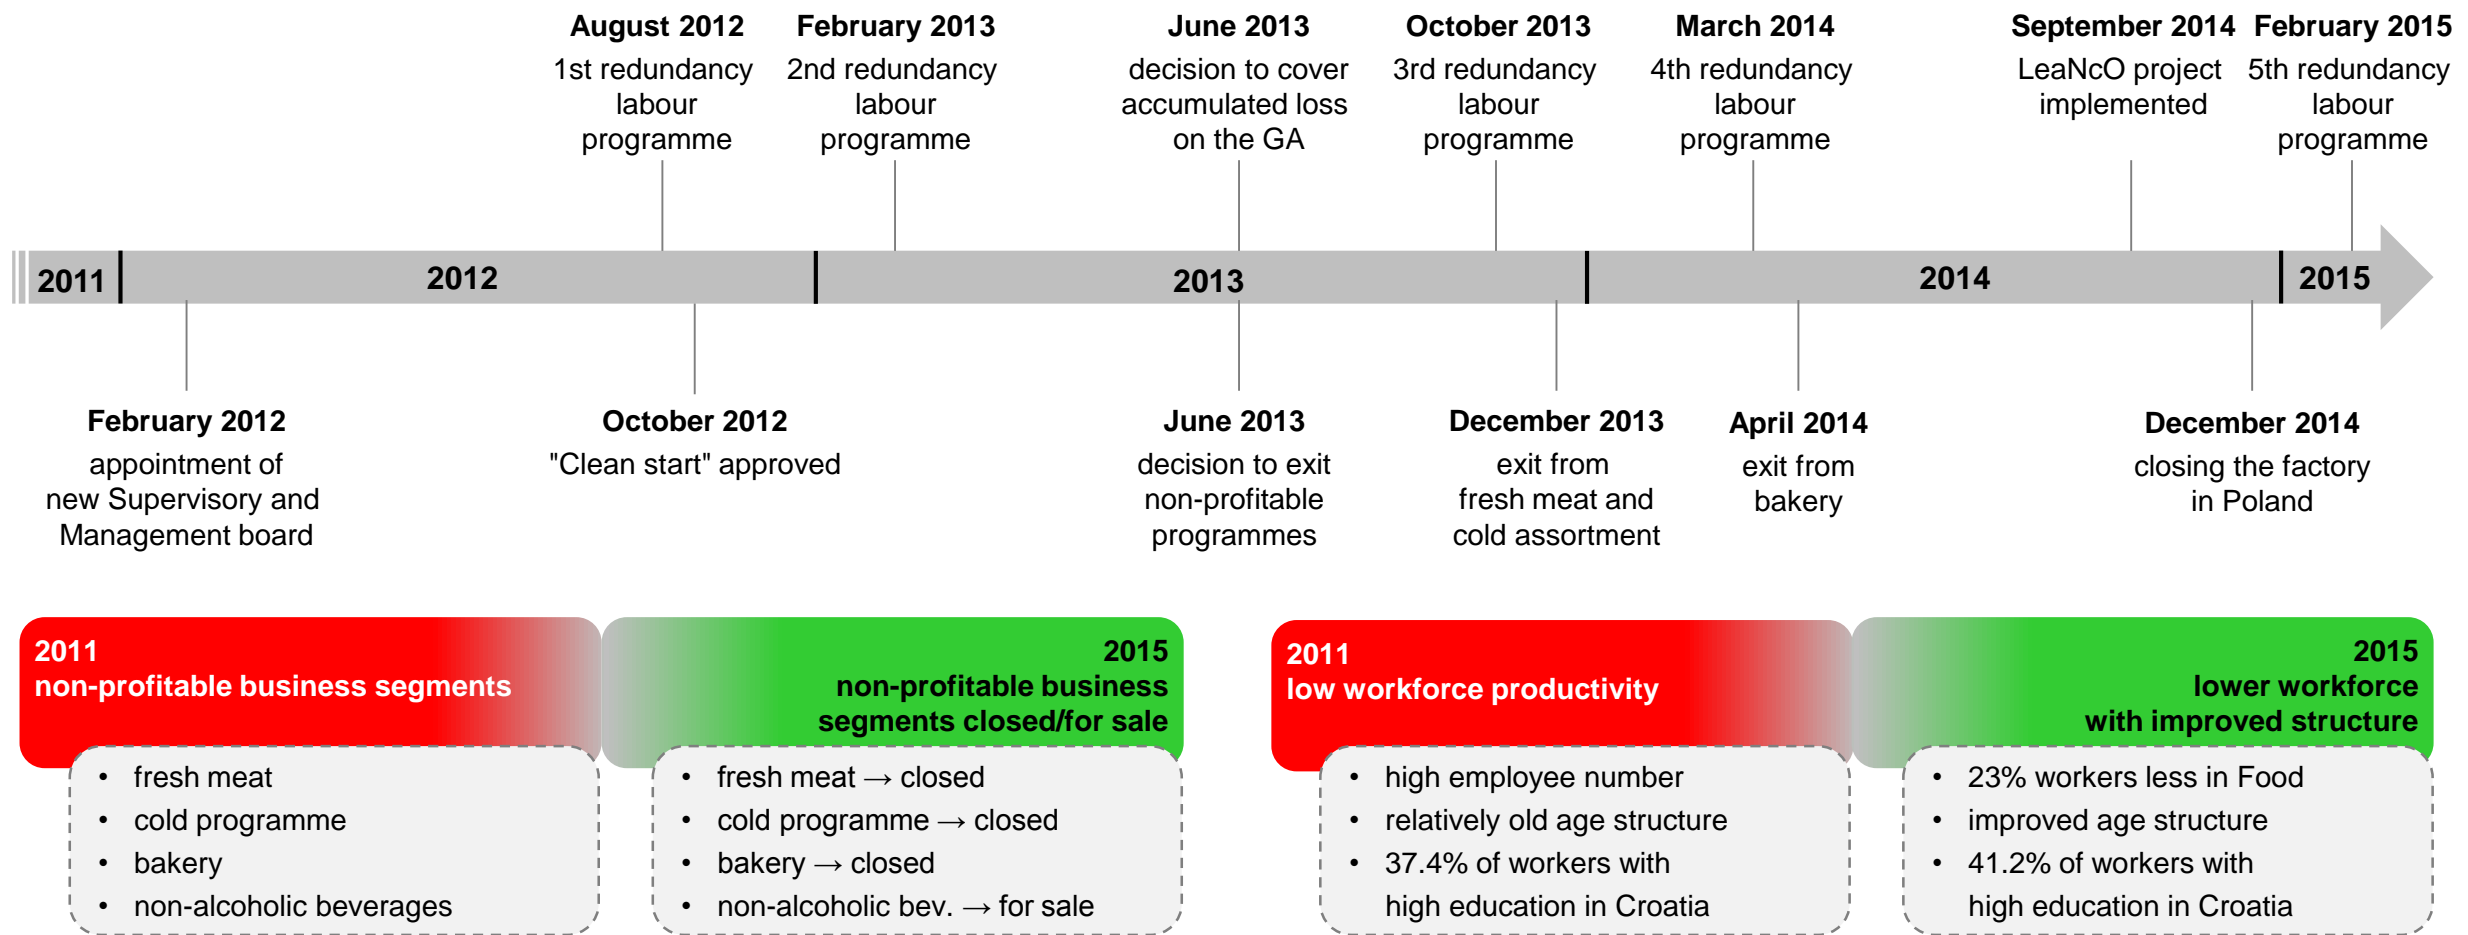 August 2012
1st redundancy
labour
programme
February 2013
2nd redundancy
labour
programme
June 2013
decision to cover
accumulated loss
on the GA
October 2013
3rd redundancy
labour
programme
March 2014
4th redundancy
labour
programme
September 2014
LeaNcO project
implemented
February 2015
5th redundancy
labour
programme
2011
2012
2013
2014
2015
February 2012
appointment of
new Supervisory and
Management board
October 2012
"Clean start" approved
June 2013
decision to exit
non-profitable
programmes
December 2013
exit from
fresh meat and
cold assortment
April 2014
exit from
bakery
December 2014
closing the factory
in Poland
2011
non-profitable business segments
• fresh meat
• cold programme
• bakery
• non-alcoholic beverages
2015
non-profitable business
segments closed/for sale
• fresh meat → closed
• cold programme → closed
• bakery → closed
• non-alcoholic bev. → for sale
2011
low workforce productivity
• high employee number
• relatively old age structure
• 37.4% of workers with
high education in Croatia
2015
lower workforce
with improved structure
• 23% workers less in Food
• improved age structure
• 41.2% of workers with
high education in Croatia